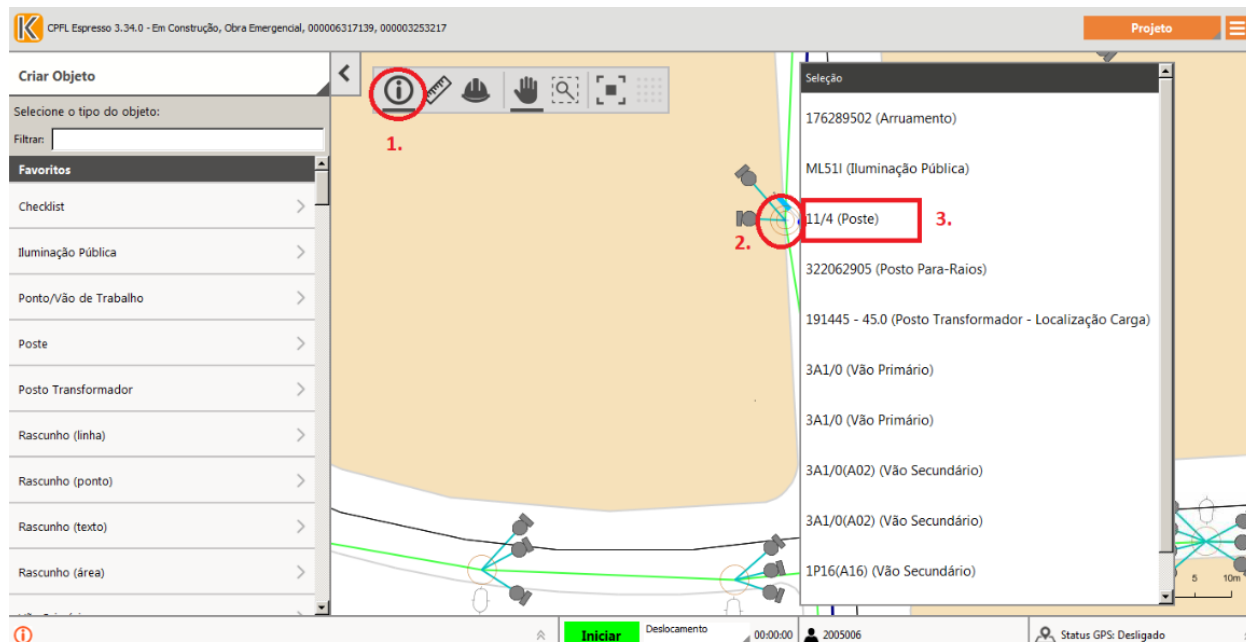 K CPFL Espresso 3.34.0 - Em Construção, Obra Emergencial, 000006317139, 000003253217
Projeto
Criar Objeto
Selecione o tipo do objeto:
Filtrar:
Favoritos
Checklist
Iluminação Pública
Ponto/Vão de Trabalho
Poste
Posto Transformador
Rascunho (linha)
Rascunho (ponto)
Rascunho (texto)
Rascunho (área)
1.
2.
Seleção
176289502 (Arruamento)
ML51I (Iluminação Pública)
11/4 (Poste)
3.
322062905 (Posto Para-Raios)
191445 - 45.0 (Posto Transformador - Localização Carga)
3A1/0 (Vão Primário)
3A1/0 (Vão Primário)
3A1/0(A02) (Vão Secundário)
3A1/0(A02) (Vão Secundário)
1P16(A16) (Vão Secundário)
5 10m
Iniciar
Deslocamento
00:00:00
2005006
Status GPS: Desligado